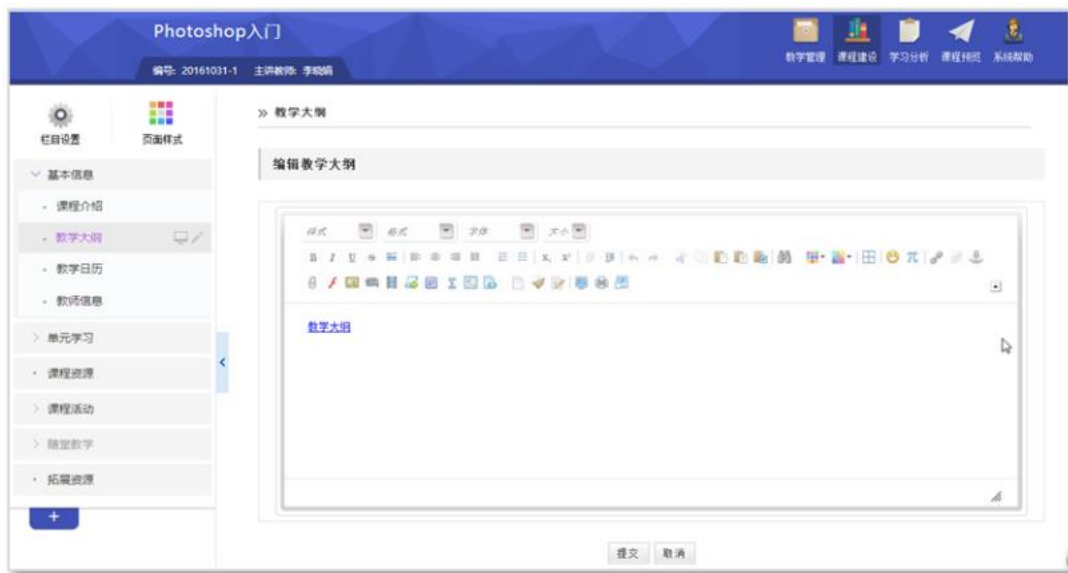 Photoshop入门
编号: 20161031-1 主讲教师: 李晓娟
教学管理 课程建设 学习分析 课程预览 系统帮助
栏目设置 页面样式
基本信息
课程介绍
教学大纲
教学日历
教师信息
单元学习
课程资源
课程活动
随堂教学
拓展资源
+
» 教学大纲
编辑教学大纲
样式 格式 字体 大小
教学大纲
提交 取消